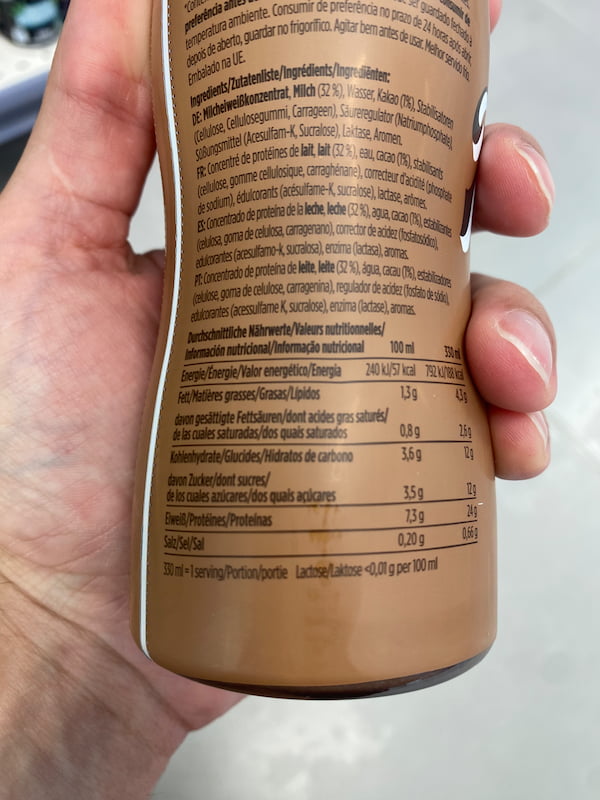 preferência antes
ser guardado fechado à
temperatura ambiente. Consumir de preferência no prazo de 24 horas após abrir,
depois de aberto, guardar no frigorífico. Agitar bem antes de usar. Melhor servido frio.
Embalado na UE.
Ingredients/Zutatenliste/Ingrédients/Ingrediënten:
DE: Milcheiweißkonzentrat, Milch (32 %), Wasser, Kakao (1%), Stabilisatoren
(Cellulose, Cellulosegummi, Carrageen), Säureregulator (Natriumphosphate),
Süßungsmittel (Acesulfam-K, Sucralose), Laktase, Aromen.
FR: Concentré de protéines de lait, lait (32 %), eau, cacao (1%), stabilisants
(cellulose, gomme cellulosique, carraghénane), correcteur d'acidité (phosphate
de sodium), édulcorants (acésulfame-K, sucralose), lactase, arômes.
ES: Concentrado de proteína de la leche, leche (32 %), agua, cacao (1%), estabilizantes
(celulosa, goma de celulosa, carragenano), corrector de acidez (fosfato sódico),
edulcorantes (acesulfamo-k, sucralosa), enzima (lactasa), aromas.
PT: Concentrado de proteína de leite, leite (32 %), água, cacau (1%), estabilizadores
(celulose, goma de celulose, carragenina), regulador de acidez (fosfato de sódio),
edulcorantes (acessulfame K, sucralose), enzima (lactase), aromas.
Durchschnittliche Nährwerte/Valeurs nutritionnelles/
Información nutricional/Informação nutricional 100 ml 330 ml
Energie/Énergie/Valor energético/Energia 240 kJ/57 kcal 792 kJ/188 kcal
Fett/Matières grasses/Grasas/Lípidos 1,3 g 4,3 g
davon gesättigte Fettsäuren/dont acides gras saturés/
de las cuales saturadas/dos quais saturados 0,8 g 2,6 g
Kohlenhydrate/Glucides/Hidratos de carbono 3,6 g 12 g
davon Zucker/dont sucres/
de los cuales azúcares/dos quais açúcares 3,5 g 12 g
Eiweiß/Protéines/Proteínas 7,3 g 24 g
Salz/Sel/Sal 0,20 g 0,66 g
330 ml = 1 serving/Portion/portie Lactose/Laktose <0,01 g per 100 ml